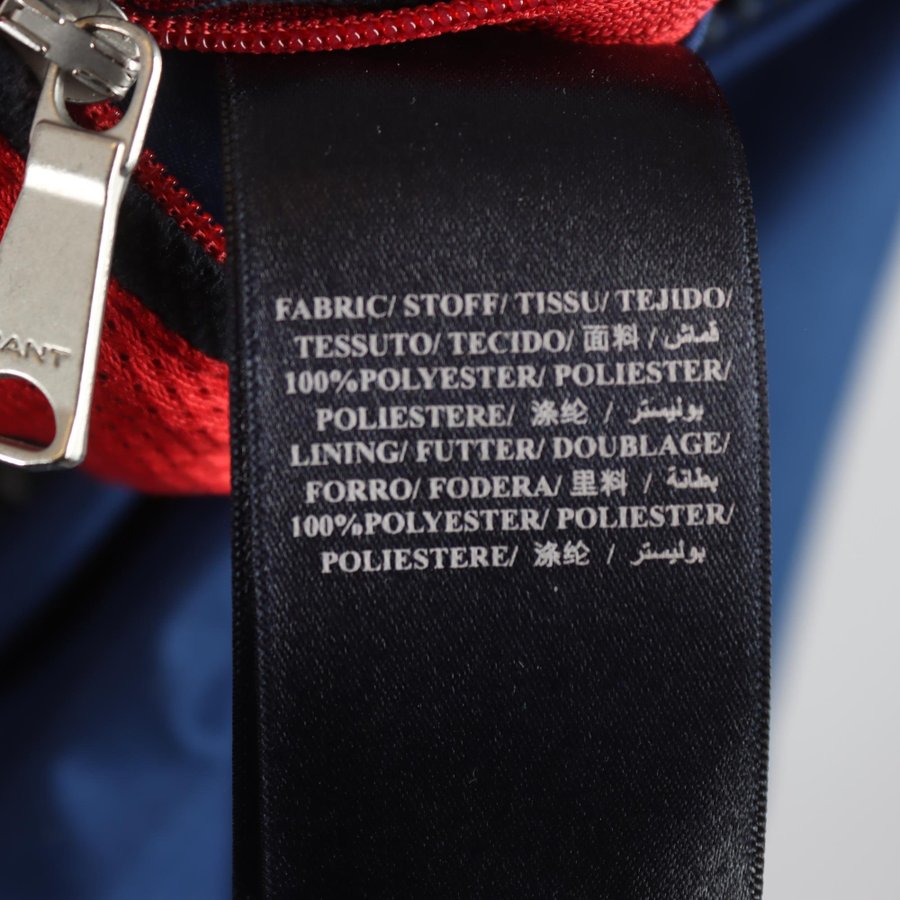 ANT
FABRIC/ STOFF/ TISSU/ TEJIDO/
TESSUTO/ TECIDO/ 面料 / قماش
100%POLYESTER/ POLIESTER/
POLIESTERE/ 涤纶 / بوليستر
LINING/ FUTTER/ DOUBLAGE/
FORRO/ FODERA/ 里料 / بطانة
100%POLYESTER/ POLIESTER/
POLIESTERE/ 涤纶 / بوليستر